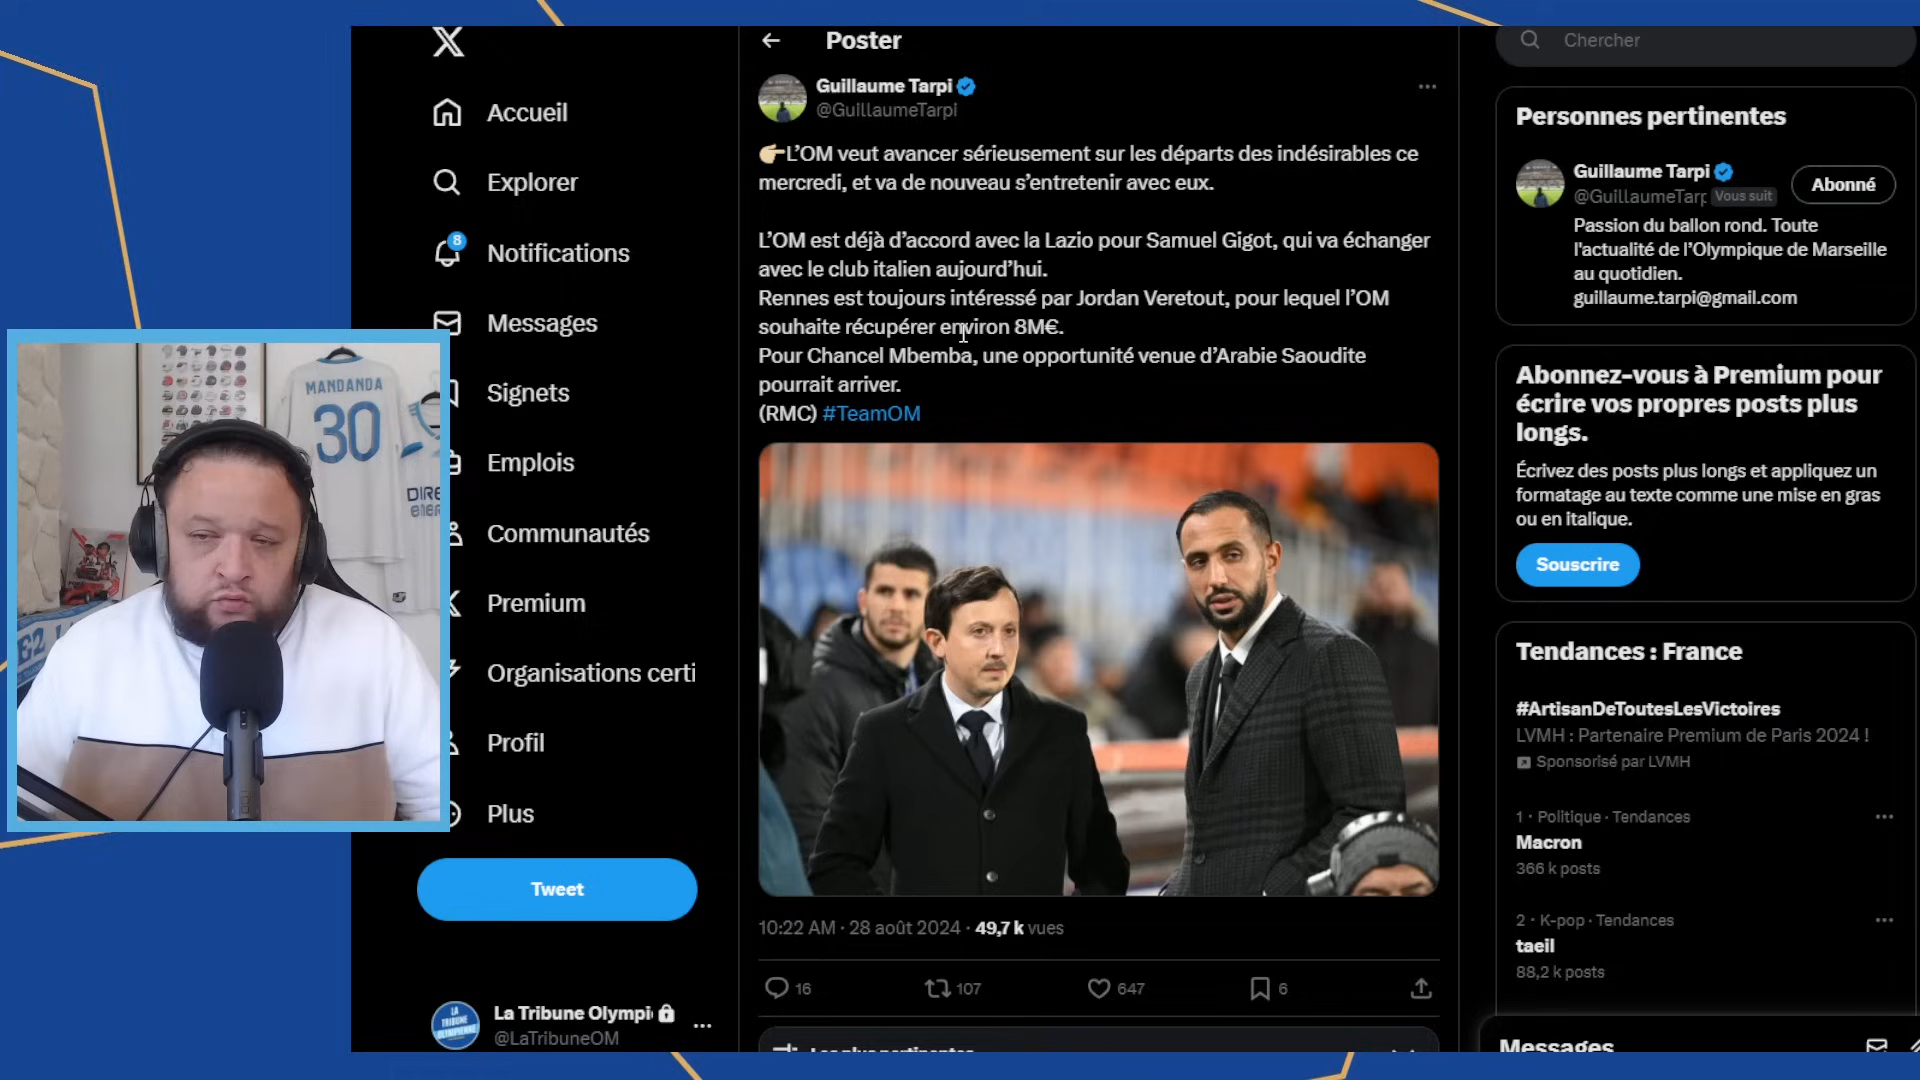 Accueil
Explorer
8
Notifications
Messages
Signets
Emplois
Communautés
Premium
Organisations certi
Profil
Plus
Tweet
La Tribune Olympi
@LaTribuneOM
MANDANDA
30
DIRE
Poster
Guillaume Tarpi
@GuillaumeTarpi
👉L’OM veut avancer sérieusement sur les départs des indésirables ce
mercredi, et va de nouveau s’entretenir avec eux.
L’OM est déjà d’accord avec la Lazio pour Samuel Gigot, qui va échanger
avec le club italien aujourd’hui.
Rennes est toujours intéressé par Jordan Veretout, pour lequel l’OM
souhaite récupérer environ 8M€.
Pour Chancel Mbemba, une opportunité venue d’Arabie Saoudite
pourrait arriver.
(RMC) #TeamOM
10:22 AM · 28 août 2024 · 49,7 k vues
16
107
647
6
Chercher
Personnes pertinentes
Guillaume Tarpi
@GuillaumeTarp Vous suit
Abonné
Passion du ballon rond. Toute
l'actualité de l’Olympique de Marseille
au quotidien.
guillaume.tarpi@gmail.com
Abonnez-vous à Premium pour
écrire vos propres posts plus
longs.
Écrivez des posts plus longs et appliquez un
formatage au texte comme une mise en gras
ou en italique.
Souscrire
Tendances : France
#ArtisanDeToutesLesVictoires
LVMH : Partenaire Premium de Paris 2024 !
Sponsorisé par LVMH
1 · Politique · Tendances
Macron
366 k posts
2 · K-pop · Tendances
taeil
88,2 k posts
Messages